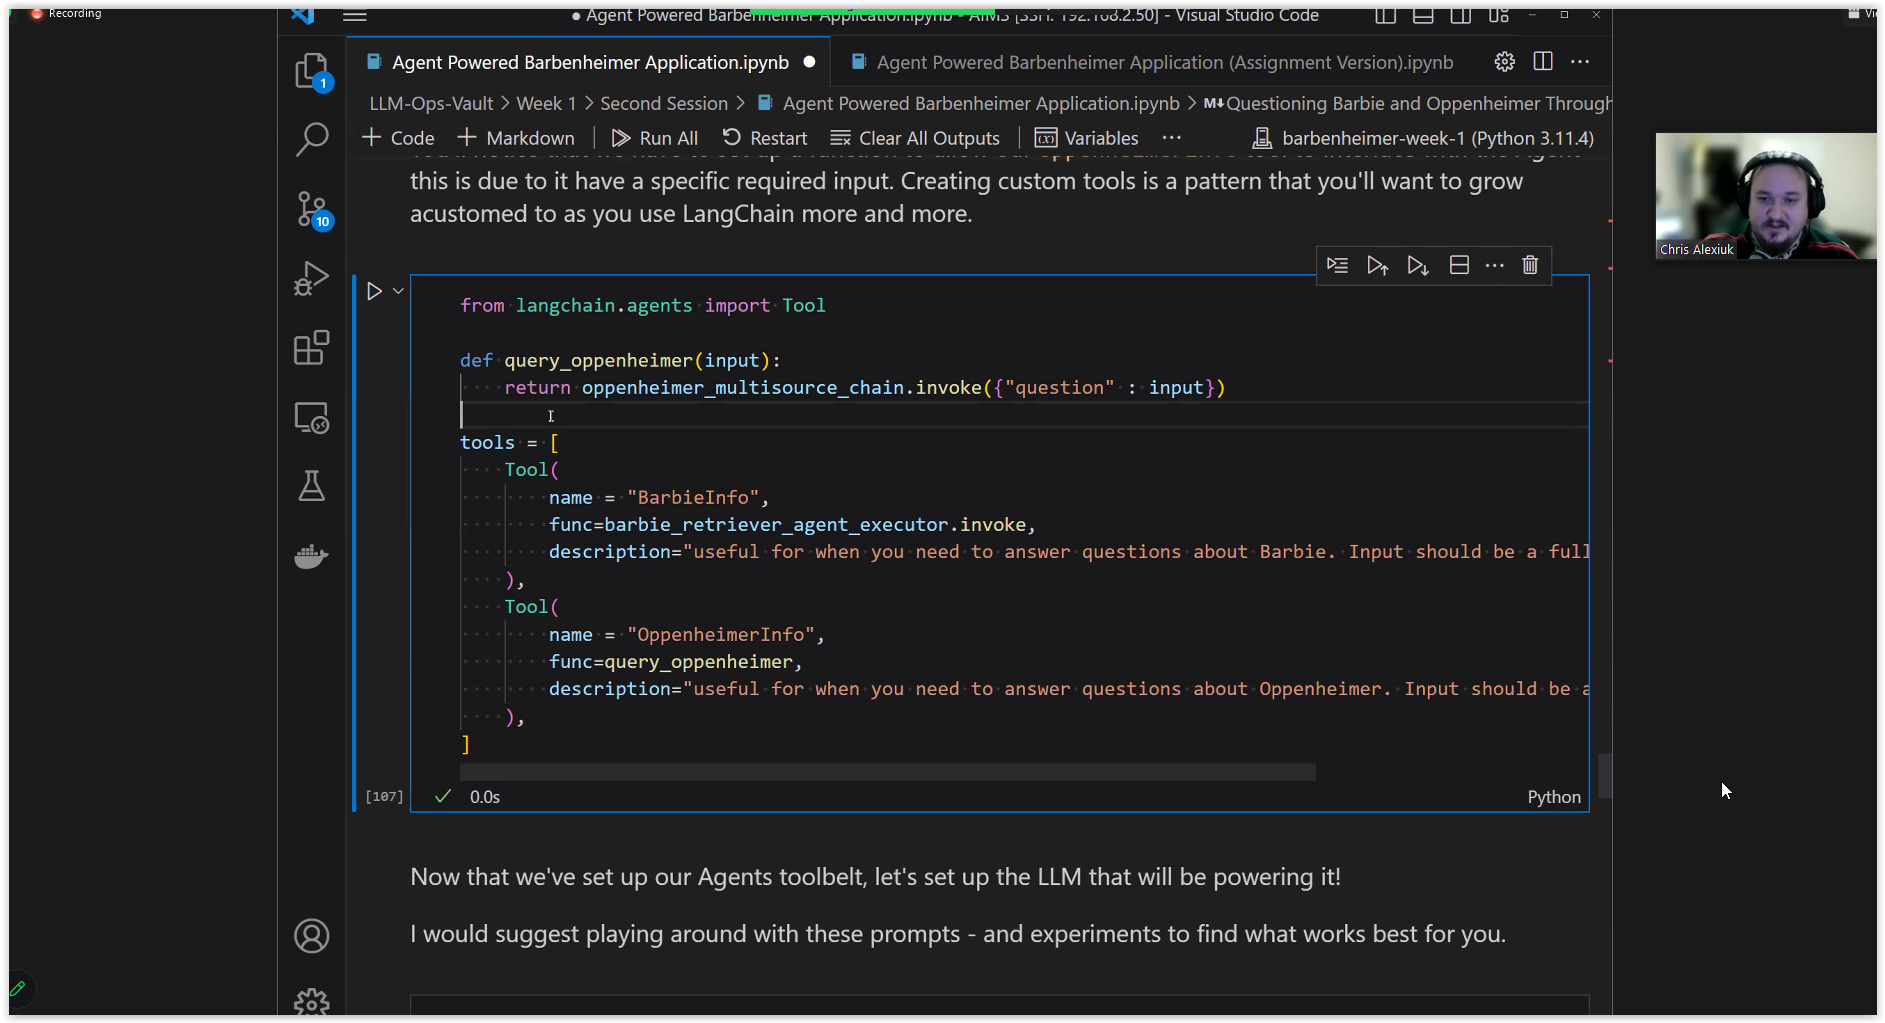 Recording
● Agent Powered Barbenheimer Application.ipynb - AIM3 [SSH: 192.168.2.50] - Visual Studio Code
1
Agent Powered Barbenheimer Application.ipynb ●
Agent Powered Barbenheimer Application (Assignment Version).ipynb
LLM-Ops-Vault > Week 1 > Second Session > Agent Powered Barbenheimer Application.ipynb > M↓Questioning Barbie and Oppenheimer Through
+ Code + Markdown Run All Restart Clear All Outputs Variables ··· barbenheimer-week-1 (Python 3.11.4)
this is due to it have a specific required input. Creating custom tools is a pattern that you'll want to grow
acustomed to as you use LangChain more and more.
10
Chris Alexiuk
from langchain.agents import Tool
def query_oppenheimer(input):
return oppenheimer_multisource_chain.invoke({"question" : input})
tools = [
Tool(
name = "BarbieInfo",
func=barbie_retriever_agent_executor.invoke,
description="useful for when you need to answer questions about Barbie. Input should be a full
),
Tool(
name = "OppenheimerInfo",
func=query_oppenheimer,
description="useful for when you need to answer questions about Oppenheimer. Input should be a
),
]
[107]
0.0s
Python
Now that we've set up our Agents toolbelt, let's set up the LLM that will be powering it!
I would suggest playing around with these prompts - and experiments to find what works best for you.